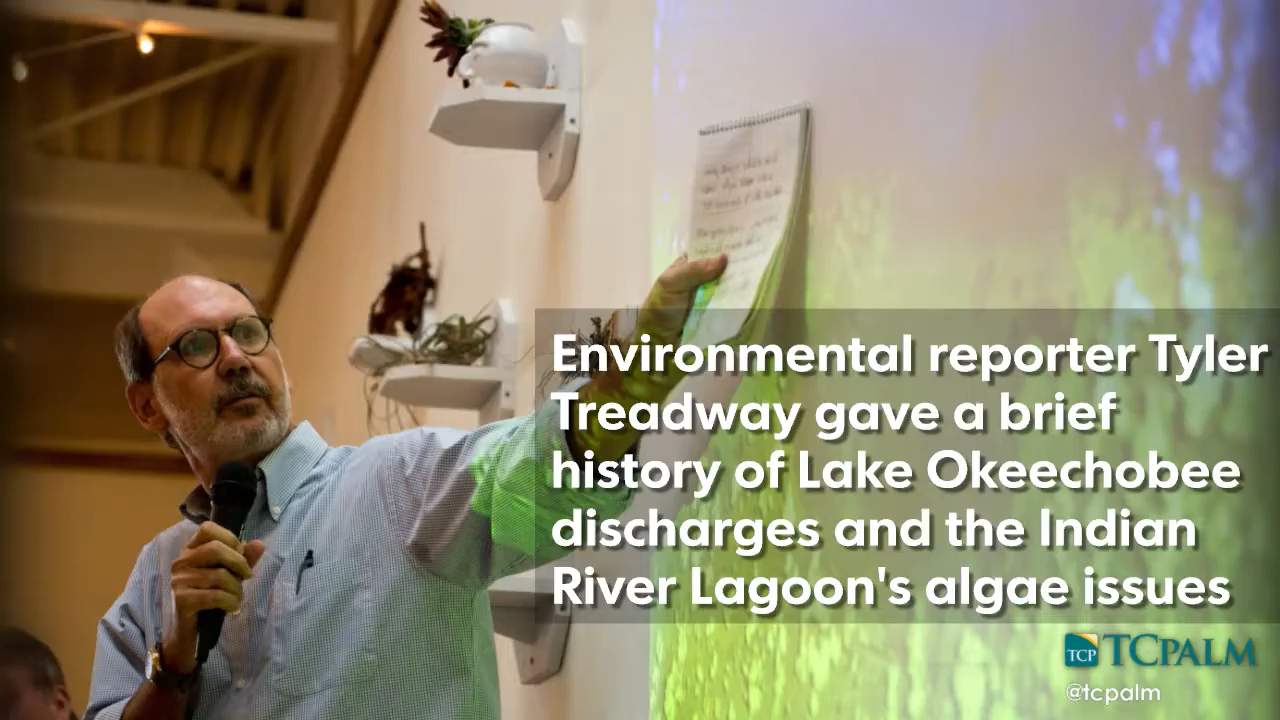 Environmental reporter Tyler
Treadway gave a brief
history of Lake Okeechobee
discharges and the Indian
River Lagoon's algae issues
TCP TCPALM
@tcpalm